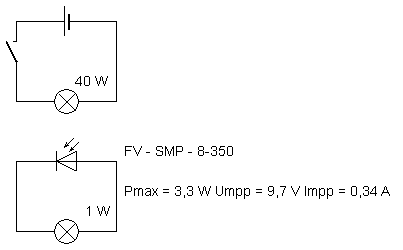 40 W
FV - SMP - 8-350
Pmax = 3,3 W Umpp = 9,7 V Impp = 0,34 A
1 W